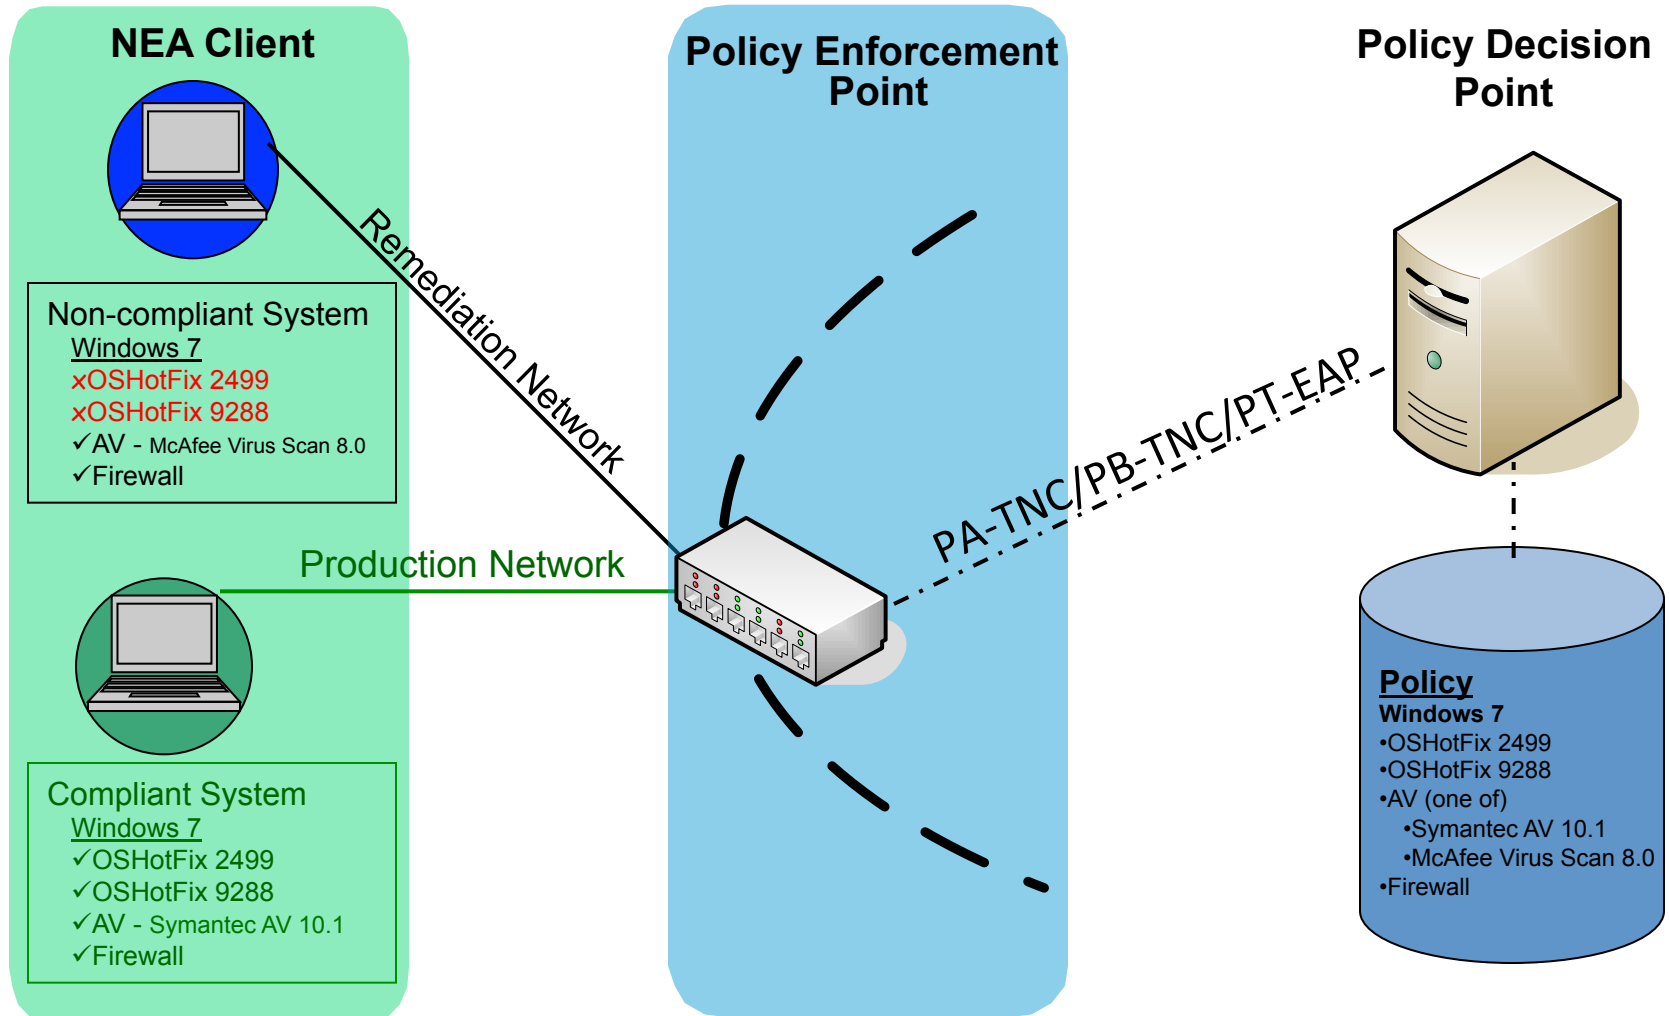 NEA Client
Non-compliant System
Windows 7
×OSHotFix 2499
×OSHotFix 9288
✓AV - McAfee Virus Scan 8.0
✓Firewall
Compliant System
Windows 7
✓OSHotFix 2499
✓OSHotFix 9288
✓AV - Symantec AV 10.1
✓Firewall
Remediation Network
Production Network
Policy Enforcement
Point
PA-TNC/PB-TNC/PT-EAP
Policy Decision
Point
Policy
Windows 7
•OSHotFix 2499
•OSHotFix 9288
•AV (one of)
•Symantec AV 10.1
•McAfee Virus Scan 8.0
•Firewall